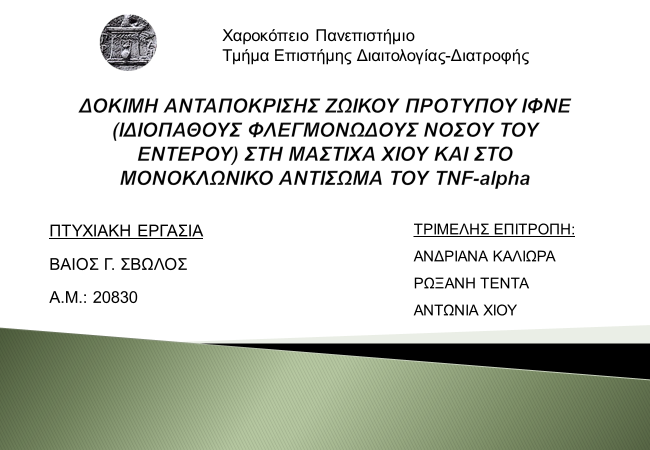 Χαροκόπειο Πανεπιστήμιο
Τμήμα Επιστήμης Διαιτολογίας-Διατροφής
ΔΟΚΙΜΗ ΑΝΤΑΠΟΚΡΙΣΗΣ ΖΩΙΚΟΥ ΠΡΟΤΥΠΟΥ ΙΦΝΕ
(ΙΔΙΟΠΑΘΟΥΣ ΦΛΕΓΜΟΝΩΔΟΥΣ ΝΟΣΟΥ ΤΟΥ
ΕΝΤΕΡΟΥ) ΣΤΗ ΜΑΣΤΙΧΑ ΧΙΟΥ ΚΑΙ ΣΤΟ
ΜΟΝΟΚΛΩΝΙΚΟ ΑΝΤΙΣΩΜΑ ΤΟΥ TNF-alpha
ΠΤΥΧΙΑΚΗ ΕΡΓΑΣΙΑ
ΒΑΙΟΣ Γ. ΣΒΩΛΟΣ
Α.Μ.: 20830
ΤΡΙΜΕΛΗΣ ΕΠΙΤΡΟΠΗ:
ΑΝΔΡΙΑΝΑ ΚΑΛΙΩΡΑ
ΡΩΞΑΝΗ ΤΕΝΤΑ
ΑΝΤΩΝΙΑ ΧΙΟΥ